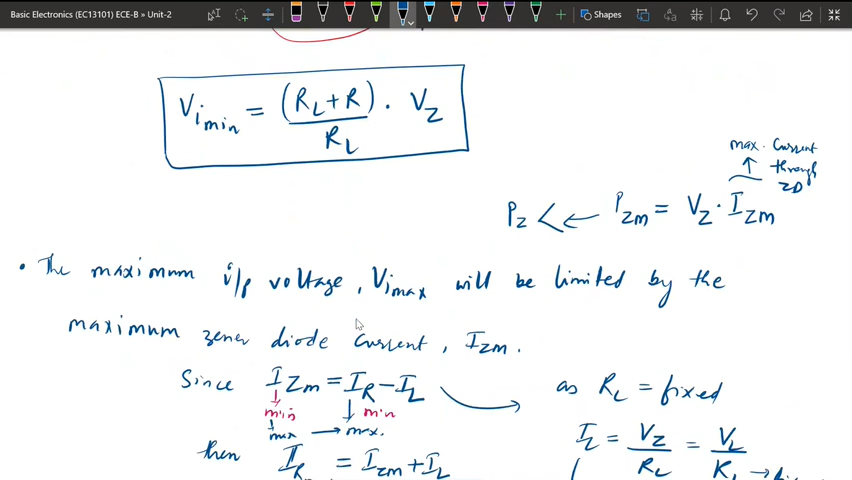 Basic Electronics (EC13101) ECE-B » Unit-2
Shapes
Vi min = (RL + R) / RL · VZ
max. current
through
ZD
PZ < ← PZm = VZ · IZm
• The maximum i/p voltage, Vimax will be limited by the
maximum zener diode current, IZm.
Since IZm = IR – IL as RL = fixed
min min
max → max.
IL = VZ / RL = VL / RL
then IR = IZm + IL